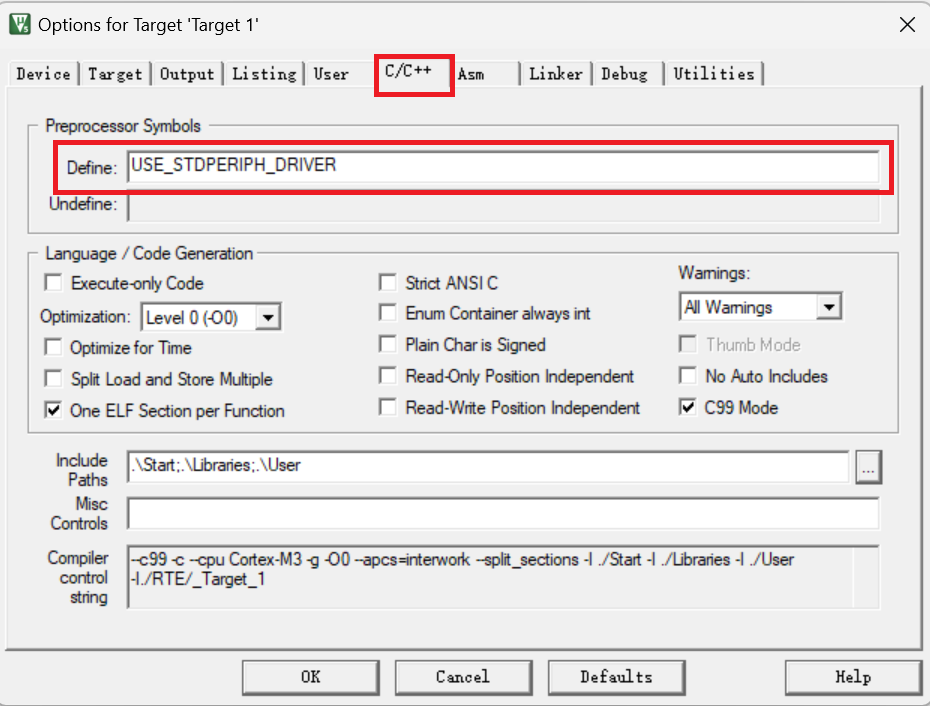 Options for Target 'Target 1'
Device Target Output Listing User C/C++ Asm Linker Debug Utilities
Preprocessor Symbols
Define: USE_STDPERIPH_DRIVER
Undefine:
Language / Code Generation
Execute-only Code
Optimization: Level 0 (-O0)
Optimize for Time
Split Load and Store Multiple
One ELF Section per Function
Strict ANSI C
Enum Container always int
Plain Char is Signed
Read-Only Position Independent
Read-Write Position Independent
Warnings:
All Warnings
Thumb Mode
No Auto Includes
C99 Mode
Include
Paths
.\Start;.\Libraries;.\User
...
Misc
Controls
Compiler
control
string
--c99 -c --cpu Cortex-M3 -g -O0 --apcs=interwork --split_sections -I ./Start -I ./Libraries -I ./User
-I./RTE/_Target_1
OK Cancel Defaults Help